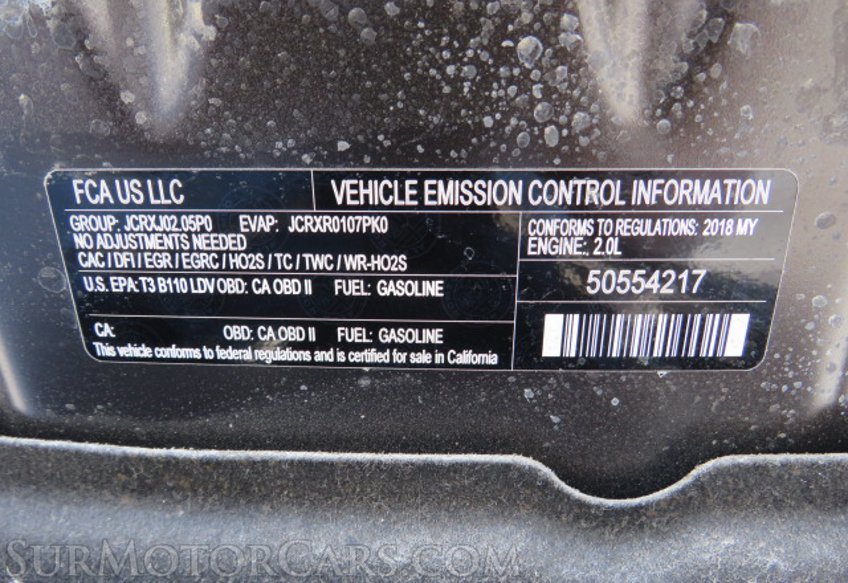 FCA US LLC
VEHICLE EMISSION CONTROL INFORMATION
GROUP: JCRXJ02.05P0 EVAP: JCRXR0107PK0
NO ADJUSTMENTS NEEDED
CAC / DFI / EGR / EGRC / HO2S / TC / TWC / WR-HO2S
U.S. EPA: T3 B110 LDV OBD: CA OBD II FUEL: GASOLINE
CA: OBD: CA OBD II FUEL: GASOLINE
This vehicle conforms to federal regulations and is certified for sale in California
CONFORMS TO REGULATIONS: 2018 MY
ENGINE: 2.0L
50554217
SurMotorCars.com